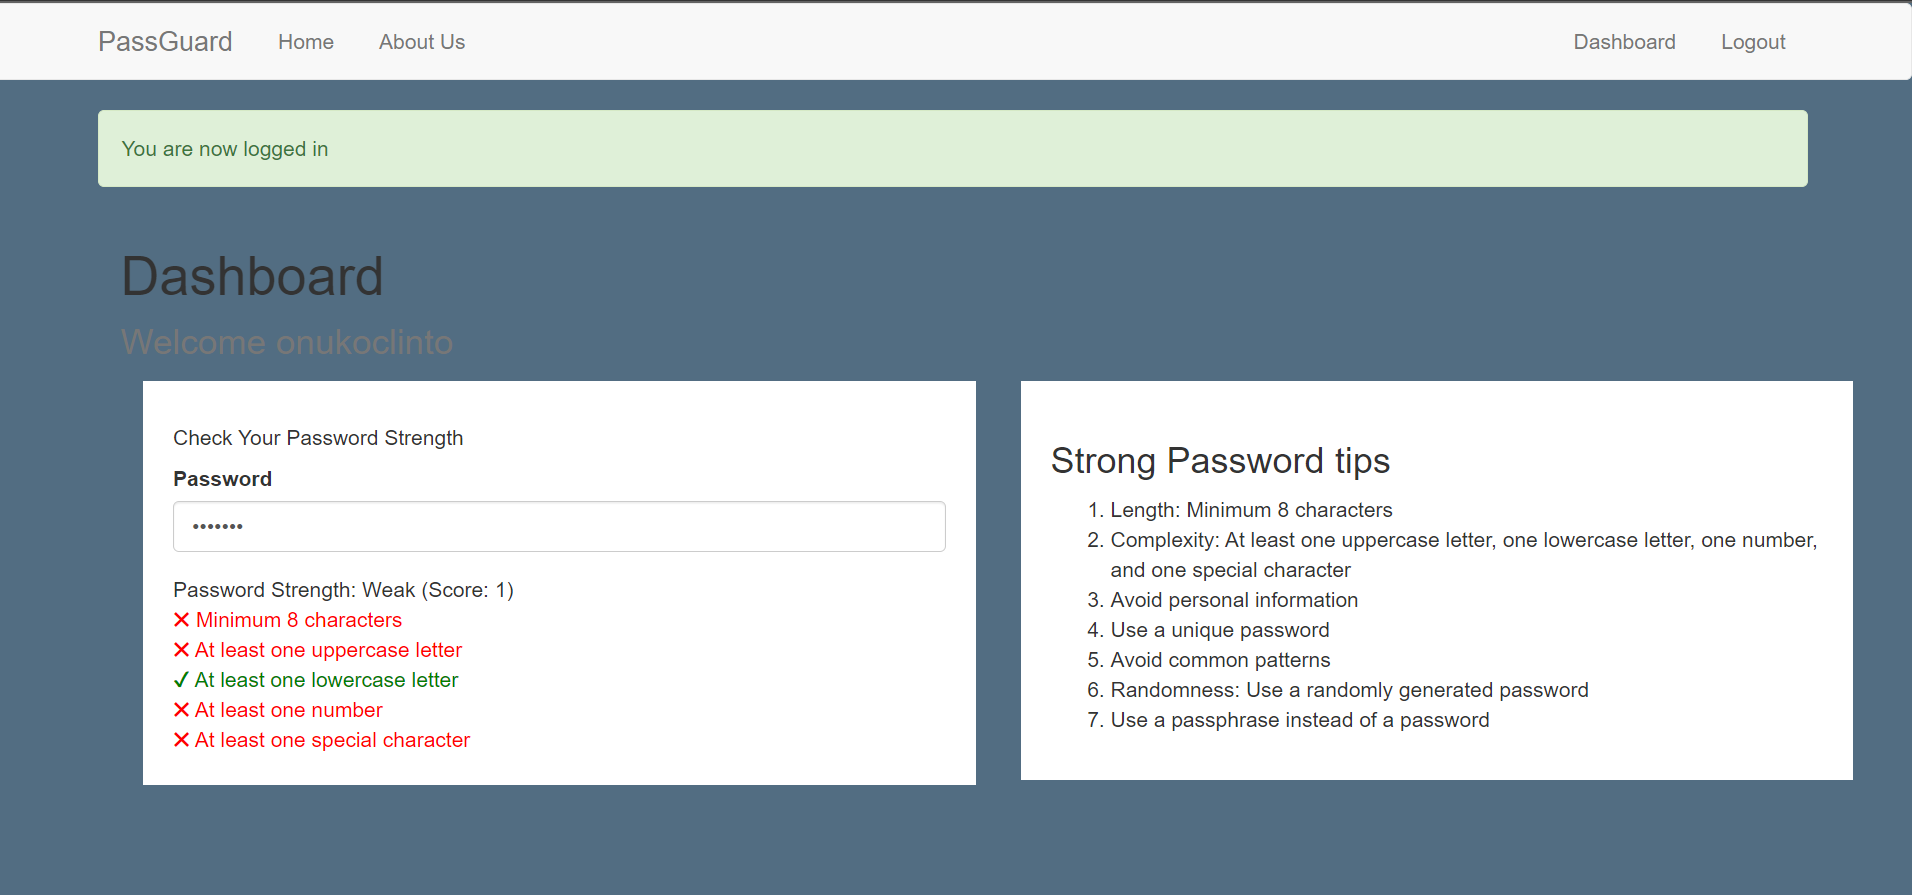 PassGuard Home About Us Dashboard Logout
You are now logged in
Dashboard
Welcome onukoclinto
Check Your Password Strength
Password
•••••••
Password Strength: Weak (Score: 1)
✕ Minimum 8 characters
✕ At least one uppercase letter
✓ At least one lowercase letter
✕ At least one number
✕ At least one special character
Strong Password tips
1. Length: Minimum 8 characters
2. Complexity: At least one uppercase letter, one lowercase letter, one number,
and one special character
3. Avoid personal information
4. Use a unique password
5. Avoid common patterns
6. Randomness: Use a randomly generated password
7. Use a passphrase instead of a password